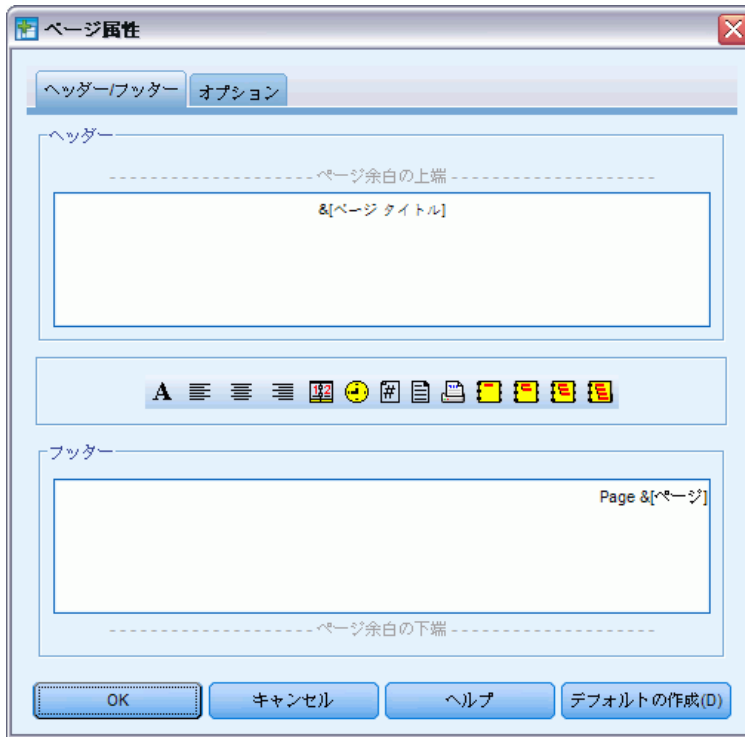 ページ属性
ヘッダー/フッター オプション
ヘッダー
ページ余白の上端
&[ページ タイトル]
A
フッター
Page &[ページ]
ページ余白の下端
OK キャンセル ヘルプ デフォルトの作成(D)